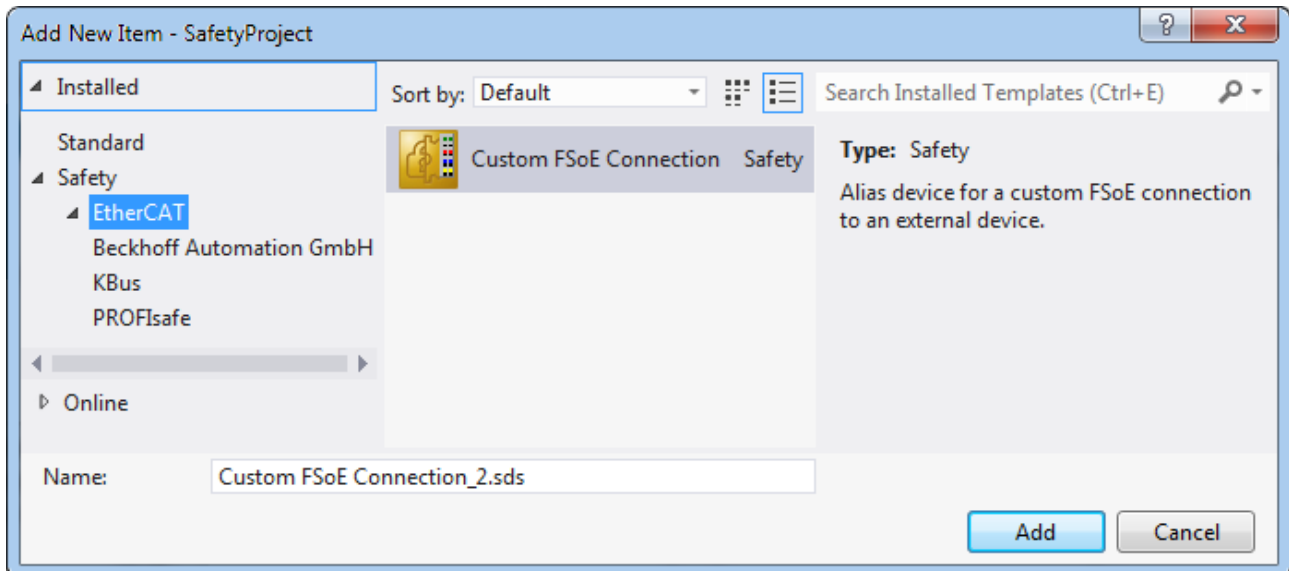 Add New Item - SafetyProject
Installed
Sort by: Default
Search Installed Templates (Ctrl+E)
Standard
Safety
EtherCAT
Beckhoff Automation GmbH
KBus
PROFIsafe
Online
Custom FSoE Connection Safety
Type: Safety
Alias device for a custom FSoE connection
to an external device.
Name: Custom FSoE Connection_2.sds
Add Cancel